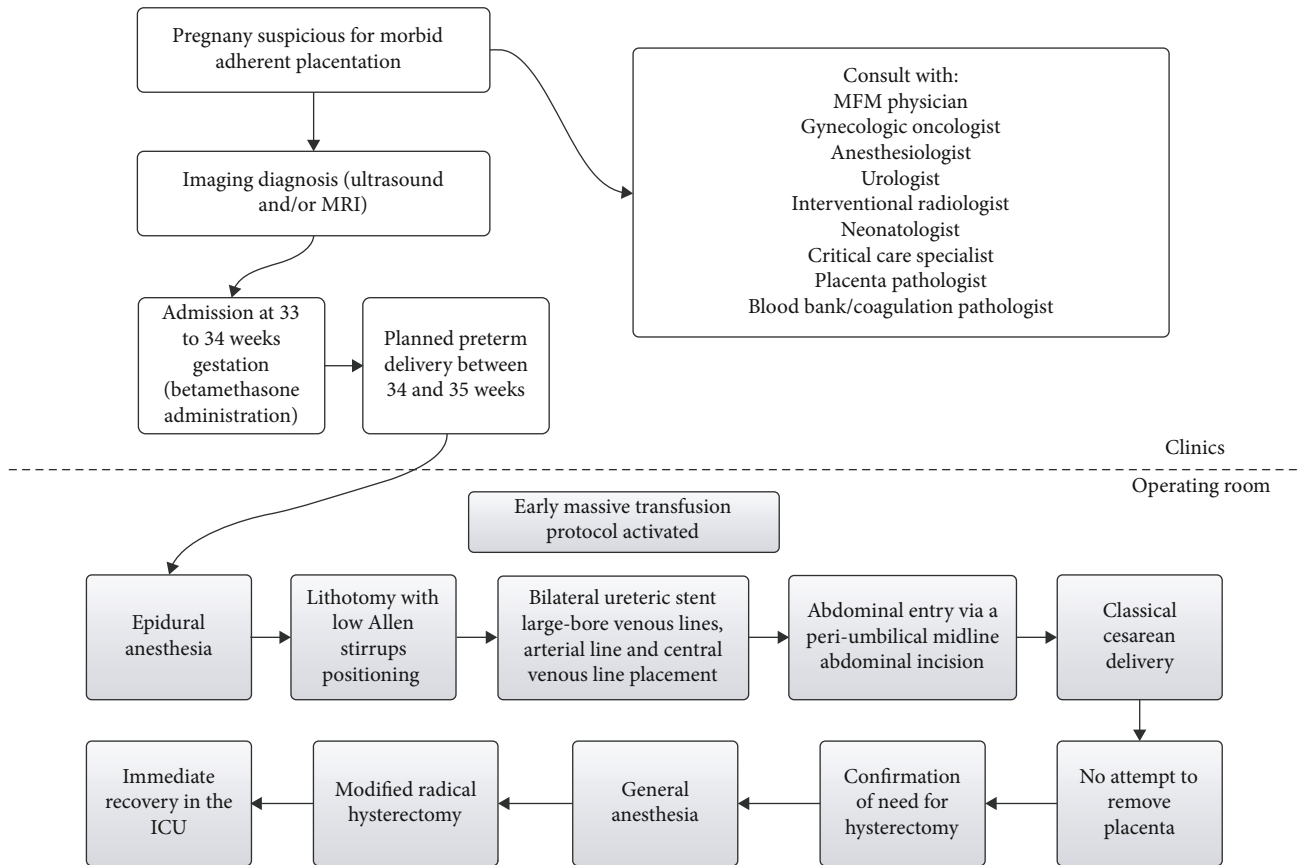 Pregnany suspicious for morbid
adherent placentation
Consult with:
MFM physician
Gynecologic oncologist
Anesthesiologist
Urologist
Interventional radiologist
Neonatologist
Critical care specialist
Placenta pathologist
Blood bank/coagulation pathologist
Imaging diagnosis (ultrasound
and/or MRI)
Admission at 33
to 34 weeks
gestation
(betamethasone
administration)
Planned preterm
delivery between
34 and 35 weeks
Clinics
Operating room
Early massive transfusion
protocol activated
Epidural
anesthesia
Lithotomy with
low Allen
stirrups
positioning
Bilateral ureteric stent
large-bore venous lines,
arterial line and central
venous line placement
Abdominal entry via a
peri-umbilical midline
abdominal incision
Classical
cesarean
delivery
No attempt to
remove
placenta
Confirmation
of need for
hysterectomy
General
anesthesia
Modified radical
hysterectomy
Immediate
recovery in the
ICU